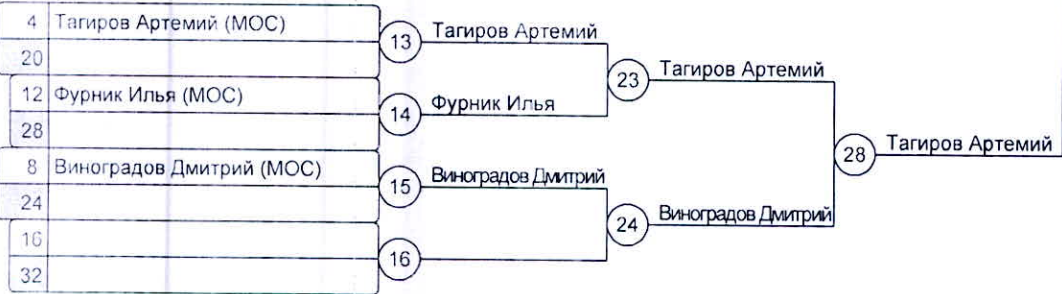 4 Тагиров Артемий (МОС)
20
13 Тагиров Артемий
12 Фурник Илья (МОС)
28
14 Фурник Илья
23 Тагиров Артемий
8 Виноградов Дмитрий (МОС)
24
15 Виноградов Дмитрий
16
32
16
24 Виноградов Дмитрий
28 Тагиров Артемий